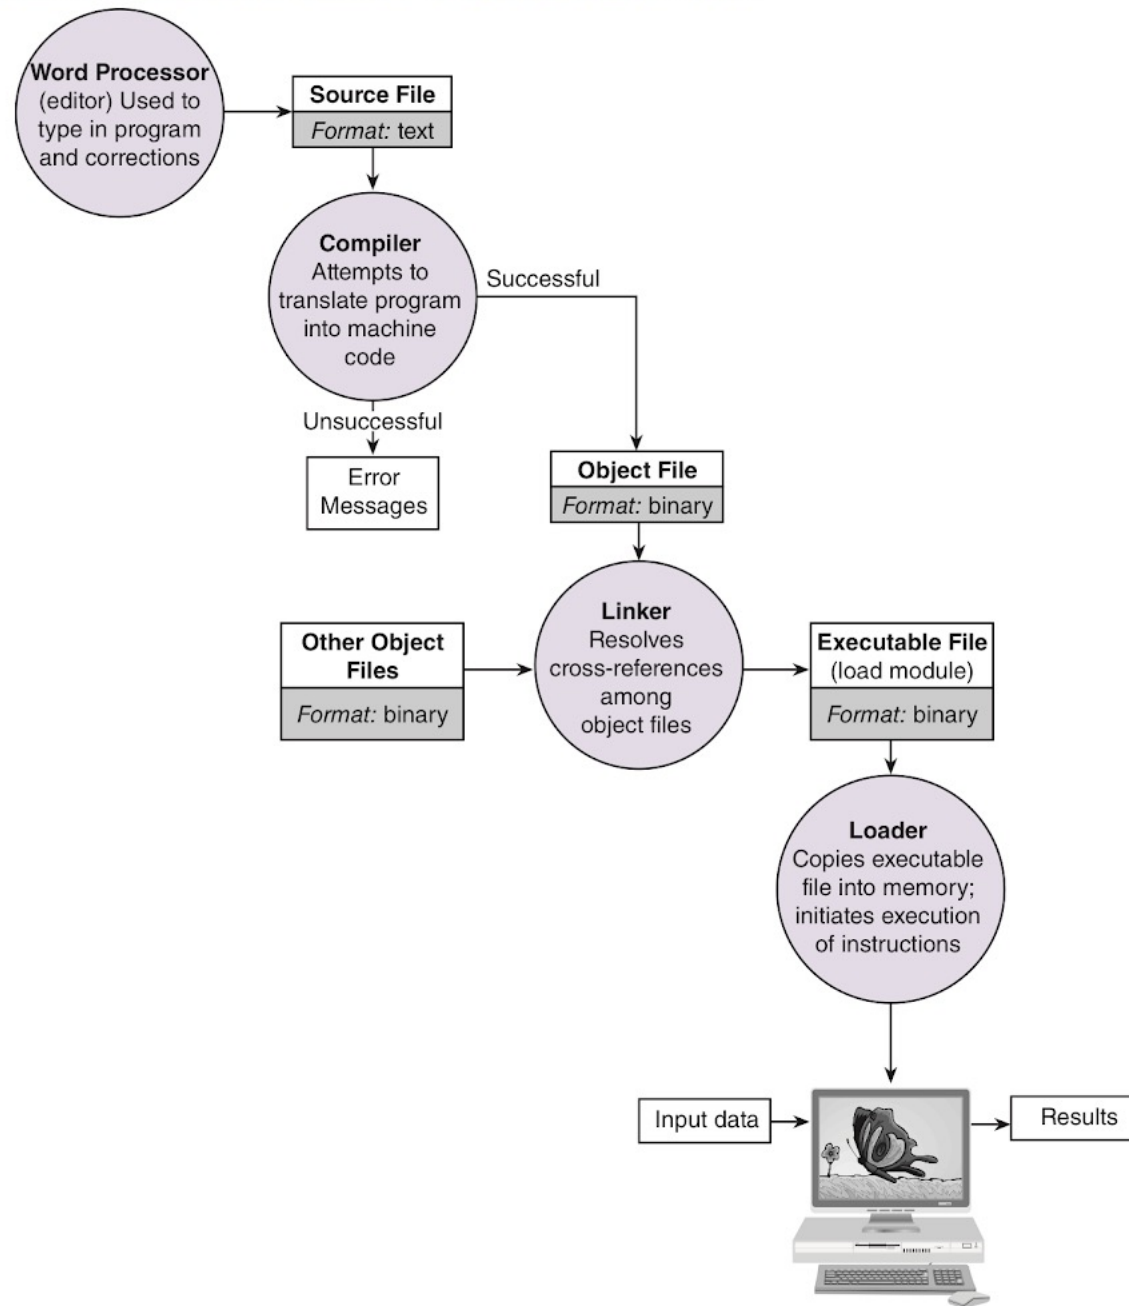 Word Processor
(editor) Used to
type in program
and corrections
Source File
Format: text
Compiler
Attempts to
translate program
into machine
code
Successful
Unsuccessful
Error
Messages
Object File
Format: binary
Linker
Resolves
cross-references
among
object files
Other Object
Files
Format: binary
Executable File
(load module)
Format: binary
Loader
Copies executable
file into memory;
initiates execution
of instructions
Input data
Results